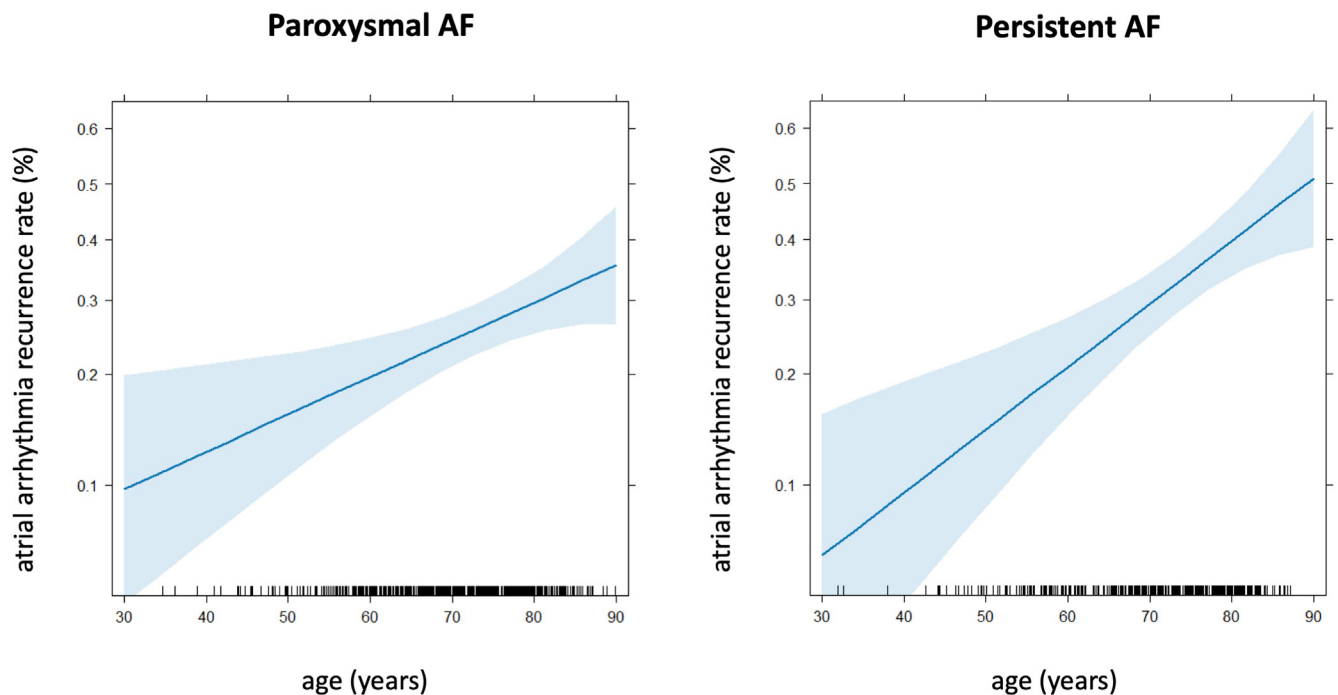 Paroxysmal AF
atrial arrhythmia recurrence rate (%)
0.6
0.5
0.4
0.3
0.2
0.1
30 40 50 60 70 80 90
age (years)
Persistent AF
atrial arrhythmia recurrence rate (%)
0.6
0.5
0.4
0.3
0.2
0.1
30 40 50 60 70 80 90
age (years)